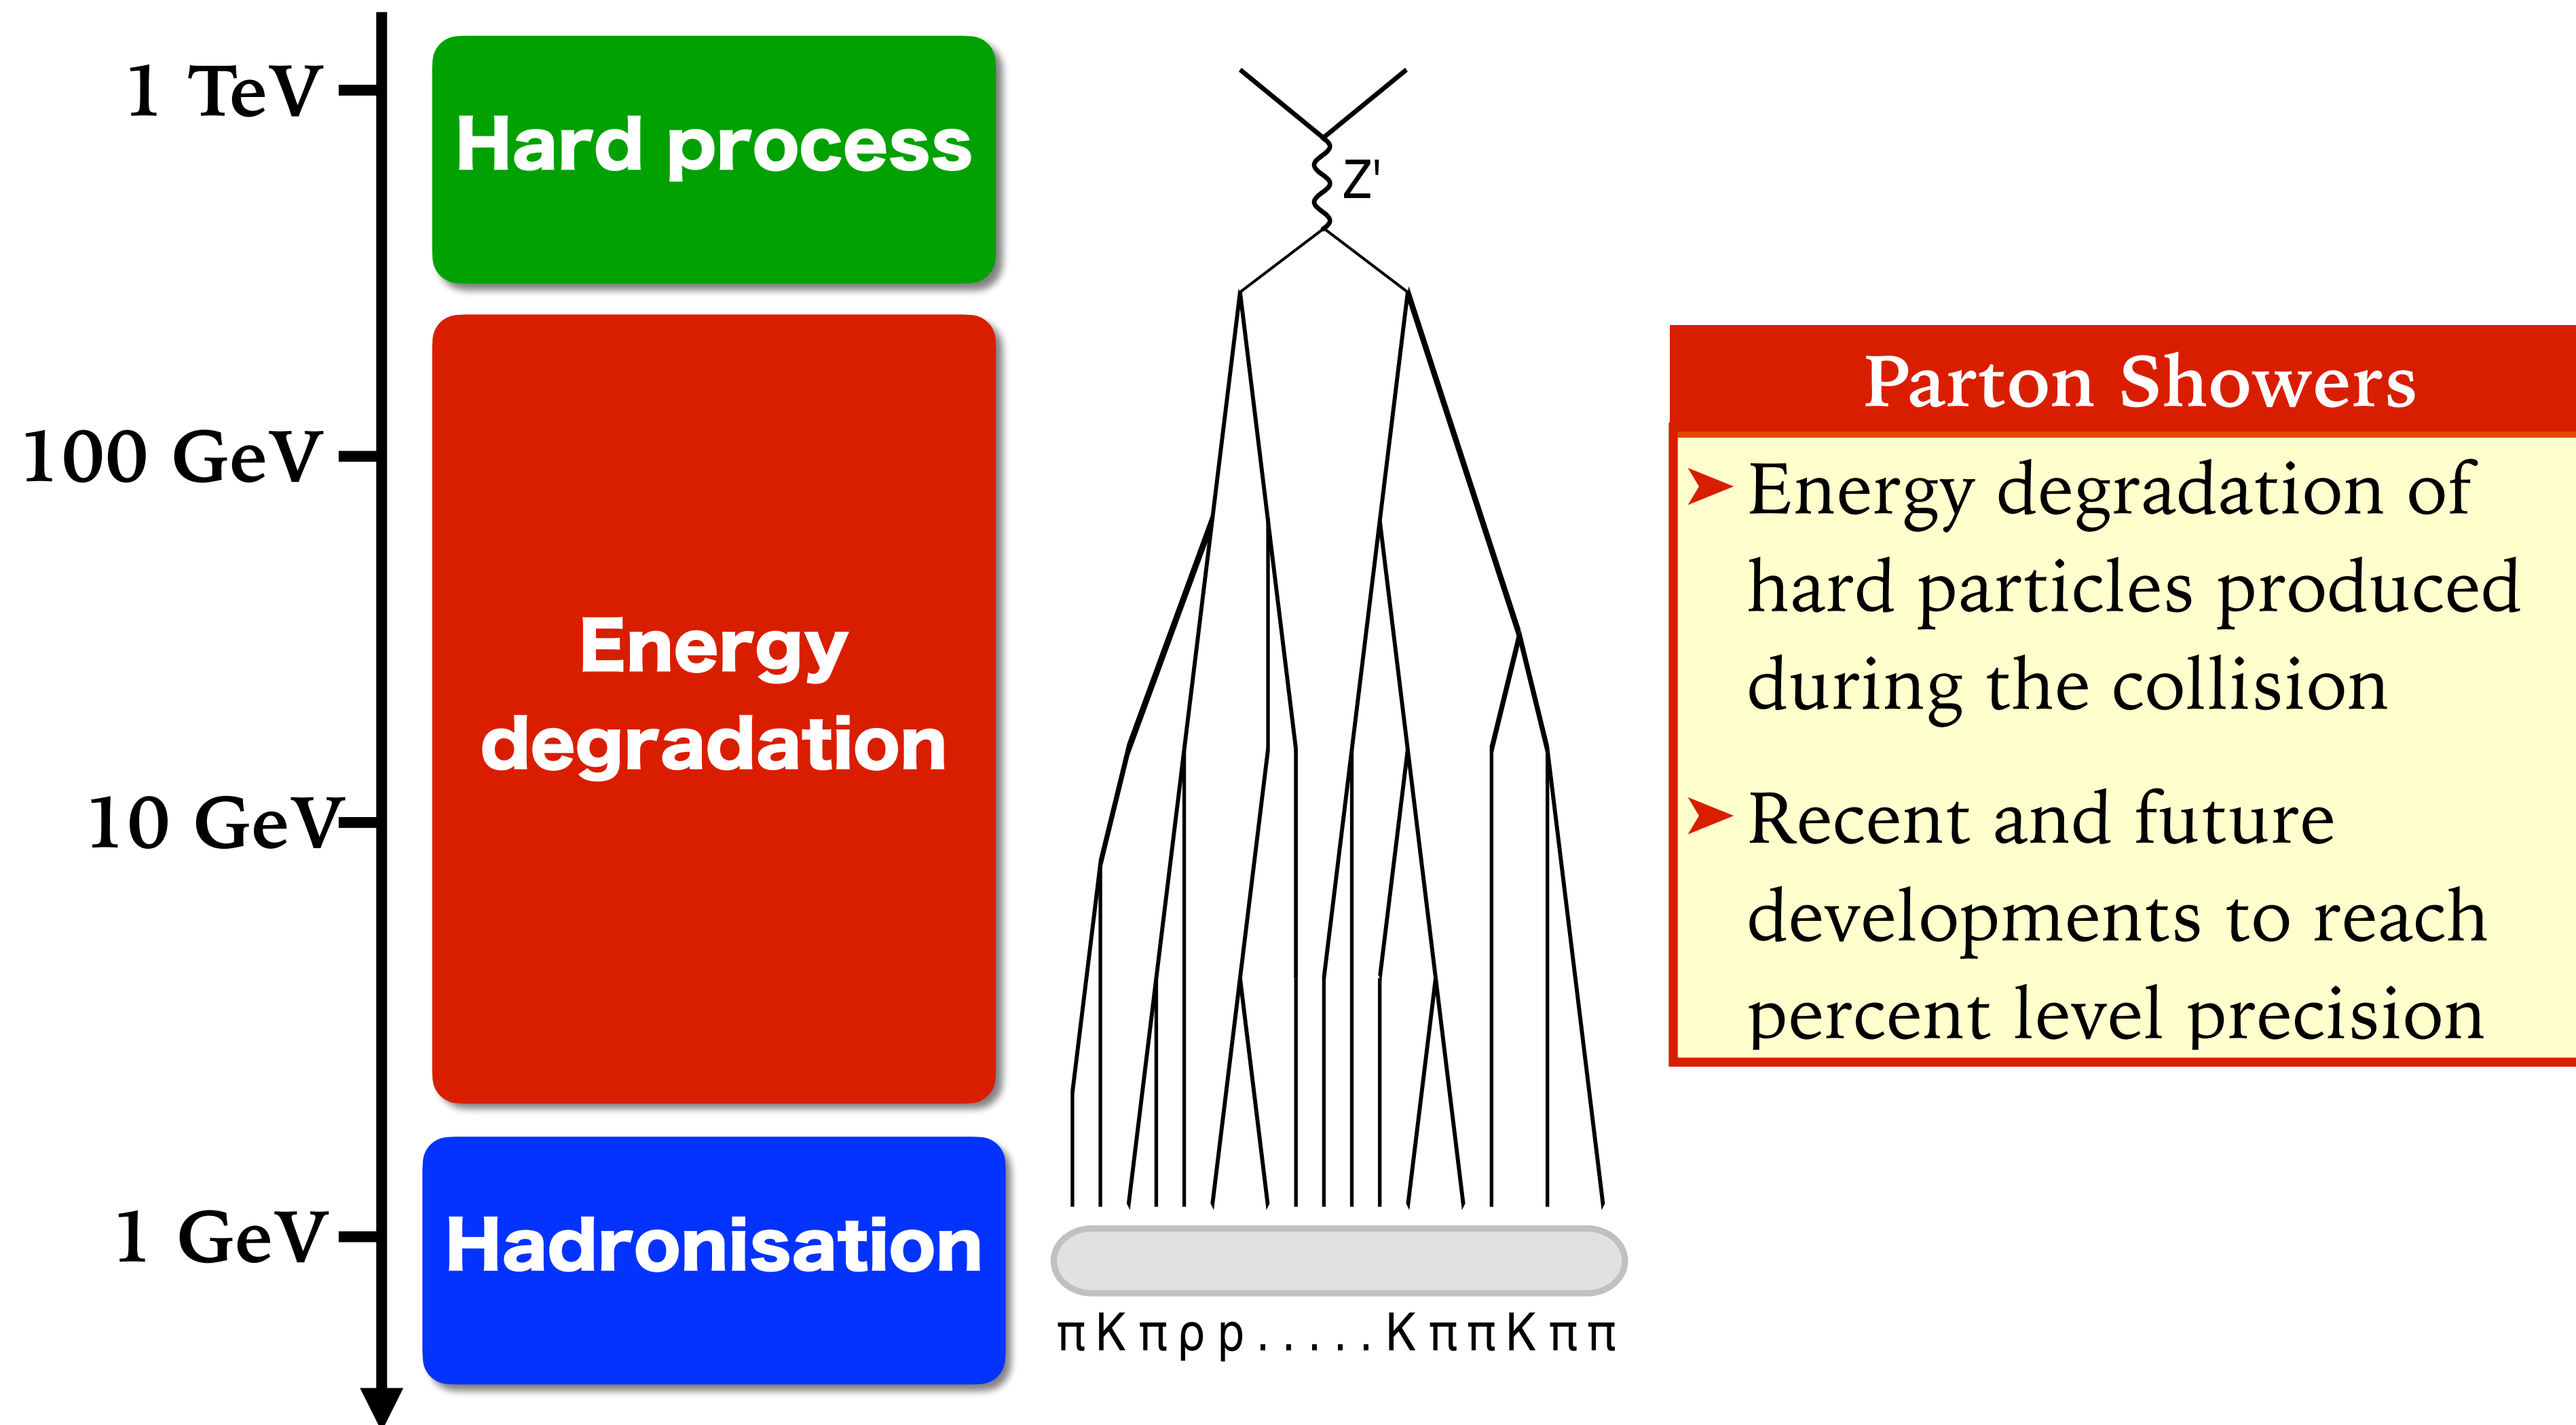 1 TeV
100 GeV
10 GeV
1 GeV
Hard process
Energy
degradation
Hadronisation
Z'
π K π ρ p . . . . . K π π K π π
Parton Showers
➤ Energy degradation of
hard particles produced
during the collision
➤ Recent and future
developments to reach
percent level precision